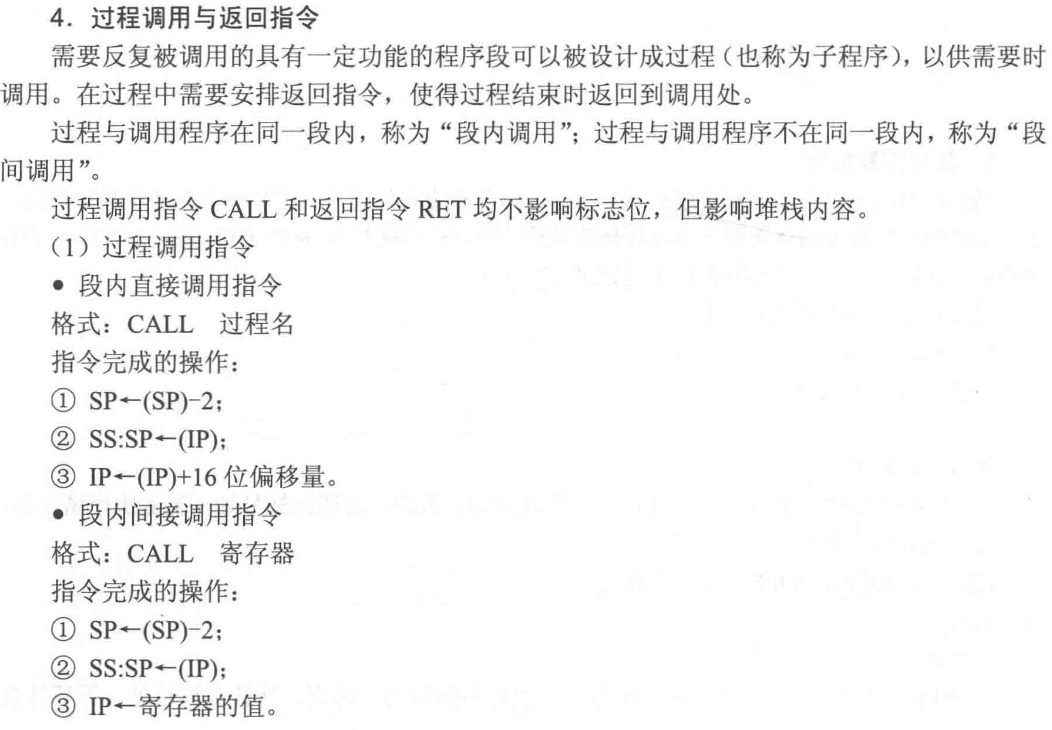 4．过程调用与返回指令
需要反复被调用的具有一定功能的程序段可以被设计成过程（也称为子程序），以供需要时
调用。在过程中需要安排返回指令，使得过程结束时返回到调用处。
过程与调用程序在同一段内，称为“段内调用”；过程与调用程序不在同一段内，称为“段
间调用”。
过程调用指令 CALL 和返回指令 RET 均不影响标志位，但影响堆栈内容。
（1）过程调用指令
● 段内直接调用指令
格式：CALL 过程名
指令完成的操作：
① SP←(SP)−2；
② SS:SP←(IP)；
③ IP←(IP)+16 位偏移量。
● 段内间接调用指令
格式：CALL 寄存器
指令完成的操作：
① SP←(SP)−2；
② SS:SP←(IP)；
③ IP←寄存器的值。